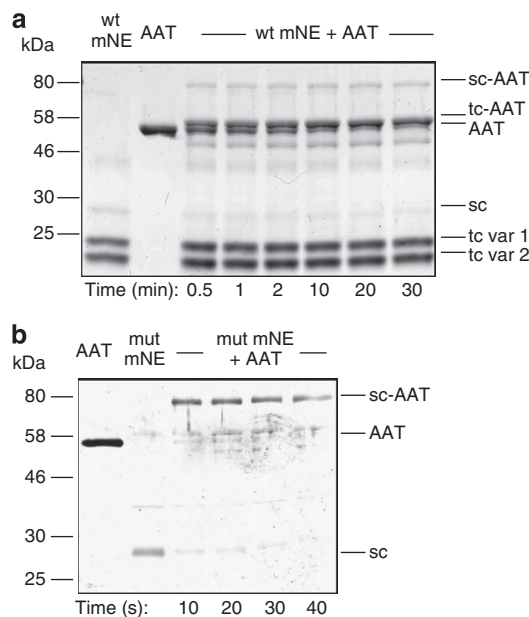 a
wt
mNE
AAT
wt mNE + AAT
kDa
80
58
46
30
25
sc-AAT
tc-AAT
AAT
sc
tc var 1
tc var 2
Time (min): 0.5 1 2 10 20 30
b
AAT
mut
mNE
mut mNE
+ AAT
kDa
80
58
46
30
25
sc-AAT
AAT
sc
Time (s): 10 20 30 40